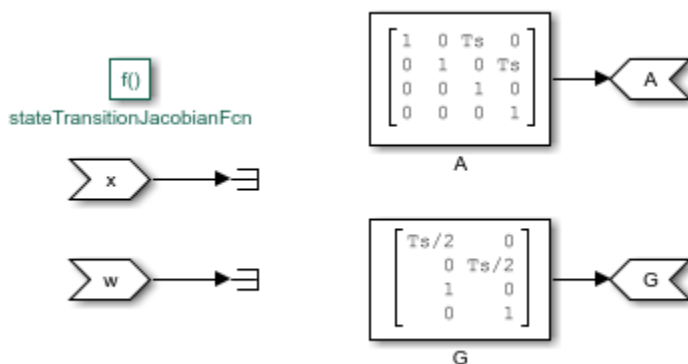 f()
stateTransitionJacobianFcn
x
w
1 0 Ts 0
0 1 0 Ts
0 0 1 0
0 0 0 1
A
A
Ts/2 0
0 Ts/2
1 0
0 1
G
G